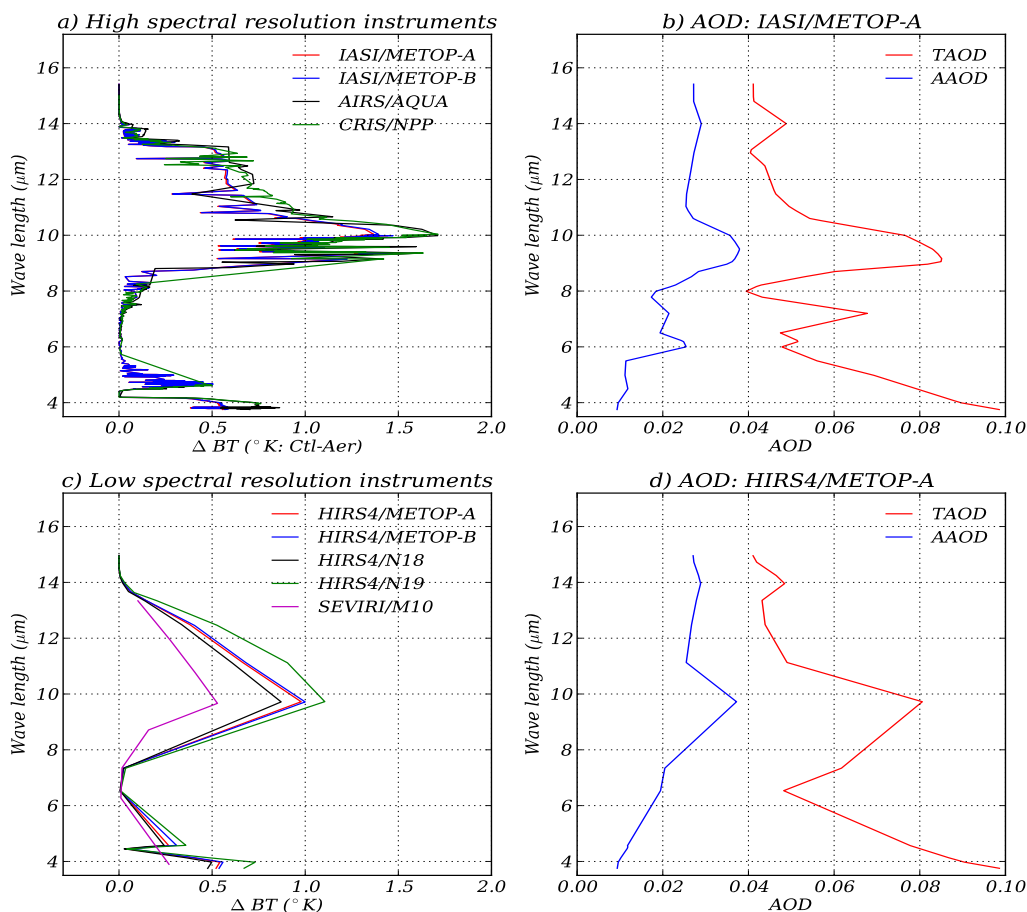 a) High spectral resolution instruments
IASI/METOP-A
IASI/METOP-B
AIRS/AQUA
CRIS/NPP
16
14
12
10
8
6
4
Wave length (μm)
0.0 0.5 1.0 1.5 2.0
Δ BT (°K: Ctl-Aer)
b) AOD: IASI/METOP-A
TAOD
AAOD
16
14
12
10
8
6
4
Wave length (μm)
0.00 0.02 0.04 0.06 0.08 0.10
AOD
c) Low spectral resolution instruments
HIRS4/METOP-A
HIRS4/METOP-B
HIRS4/N18
HIRS4/N19
SEVIRI/M10
16
14
12
10
8
6
4
Wave length (μm)
0.0 0.5 1.0 1.5 2.0
Δ BT (°K)
d) AOD: HIRS4/METOP-A
TAOD
AAOD
16
14
12
10
8
6
4
Wave length (μm)
0.00 0.02 0.04 0.06 0.08 0.10
AOD